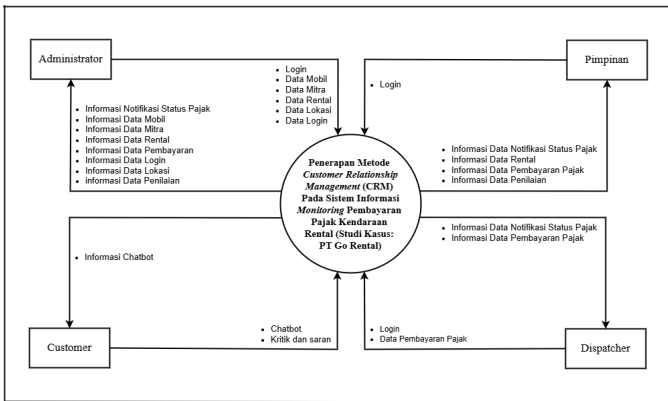 Administrator
• Login
• Data Mobil
• Data Mitra
• Data Rental
• Data Lokasi
• Data Login
• Informasi Notifikasi Status Pajak
• Informasi Data Mobil
• Informasi Data Mitra
• Informasi Data Rental
• Informasi Data Pembayaran
• Informasi Data Login
• Informasi Data Lokasi
• informasi Data Penilaian
Pimpinan
• Login
• Informasi Data Notifikasi Status Pajak
• Informasi Data Rental
• Informasi Data Pembayaran Pajak
• Informasi Data Penilaian
Penerapan Metode
Customer Relationship
Management (CRM)
Pada Sistem Informasi
Monitoring Pembayaran
Pajak Kendaraan
Rental (Studi Kasus:
PT Go Rental)
• Informasi Chatbot
Customer
• Chatbot
• Kritik dan saran
• Informasi Data Notifikasi Status Pajak
• Informasi Data Pembayaran Pajak
• Login
• Data Pembayaran Pajak
Dispatcher